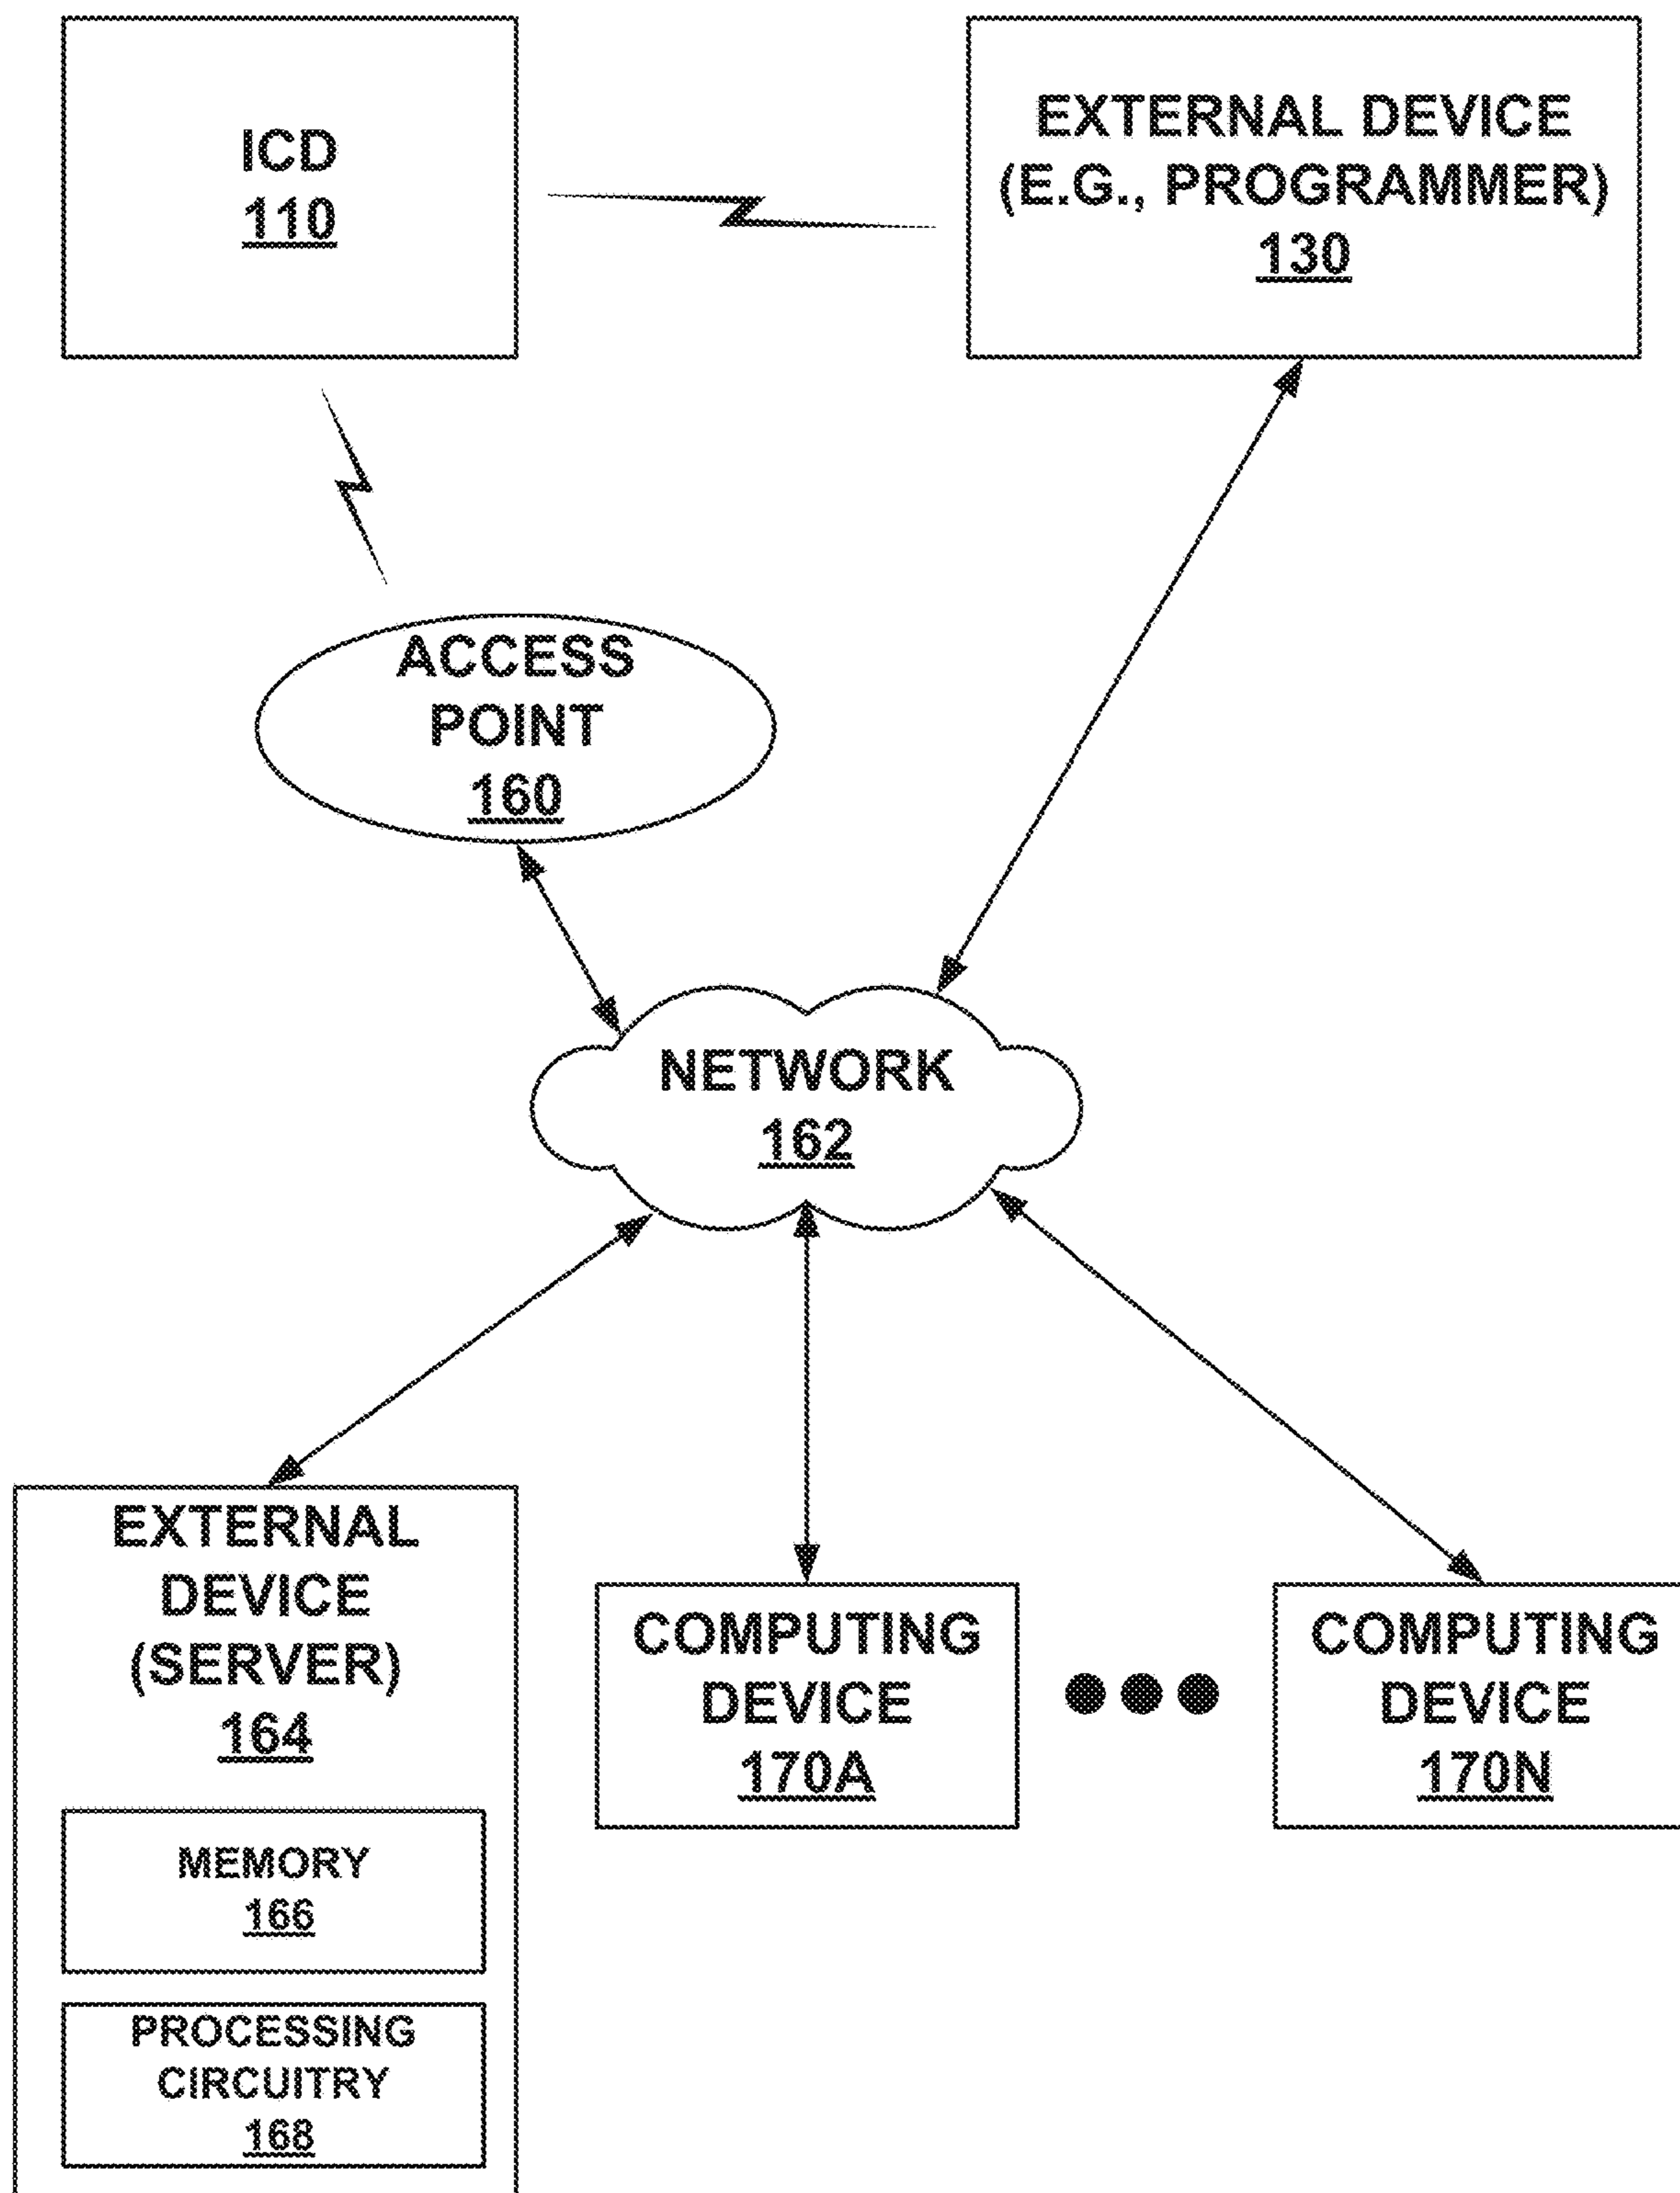 ICD
110
EXTERNAL DEVICE
(E.G., PROGRAMMER)
130
ACCESS
POINT
160
NETWORK
162
EXTERNAL
DEVICE
(SERVER)
164
MEMORY
166
PROCESSING
CIRCUITRY
168
COMPUTING
DEVICE
170A
COMPUTING
DEVICE
170N